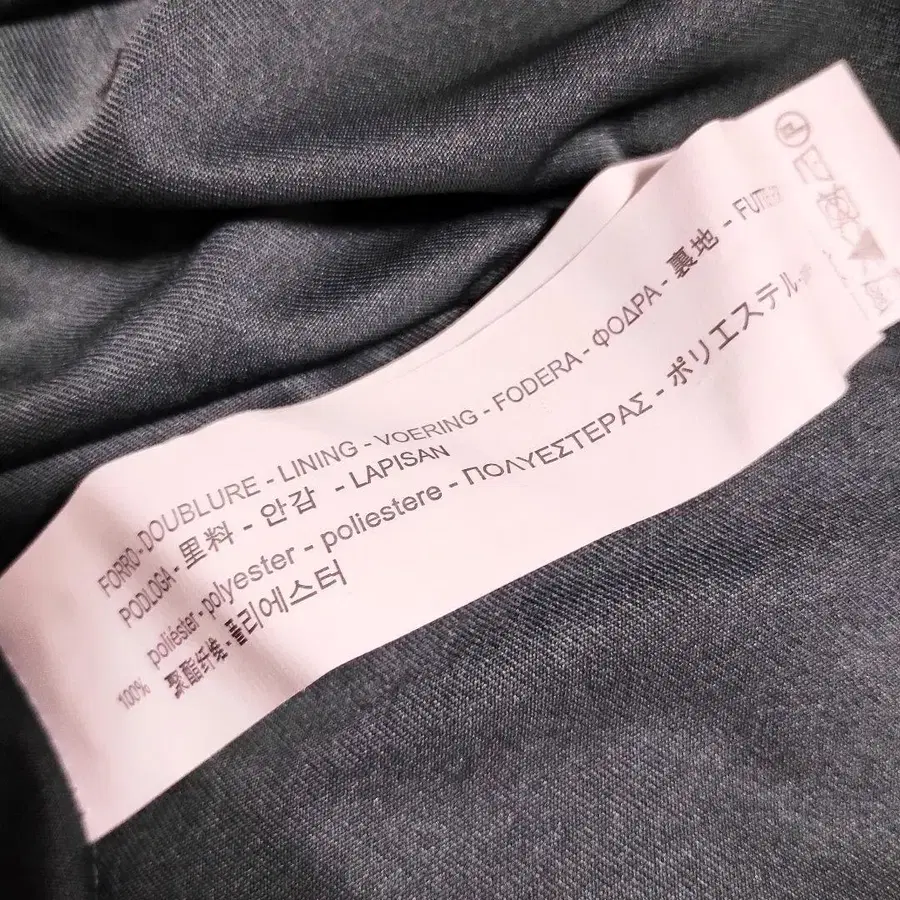 FORRO-DOUBLURE - LINING - VOERING - FODERA - ΦΟΔΡΑ - 裏地 -
PODLOGA - 里料 - 안감 - LAPISAN
100% poliéster - polyester - poliestere - ΠΟΛΥΕΣΤΕΡΑΣ - ポリエステル
聚酯纤维 - 폴리에스터